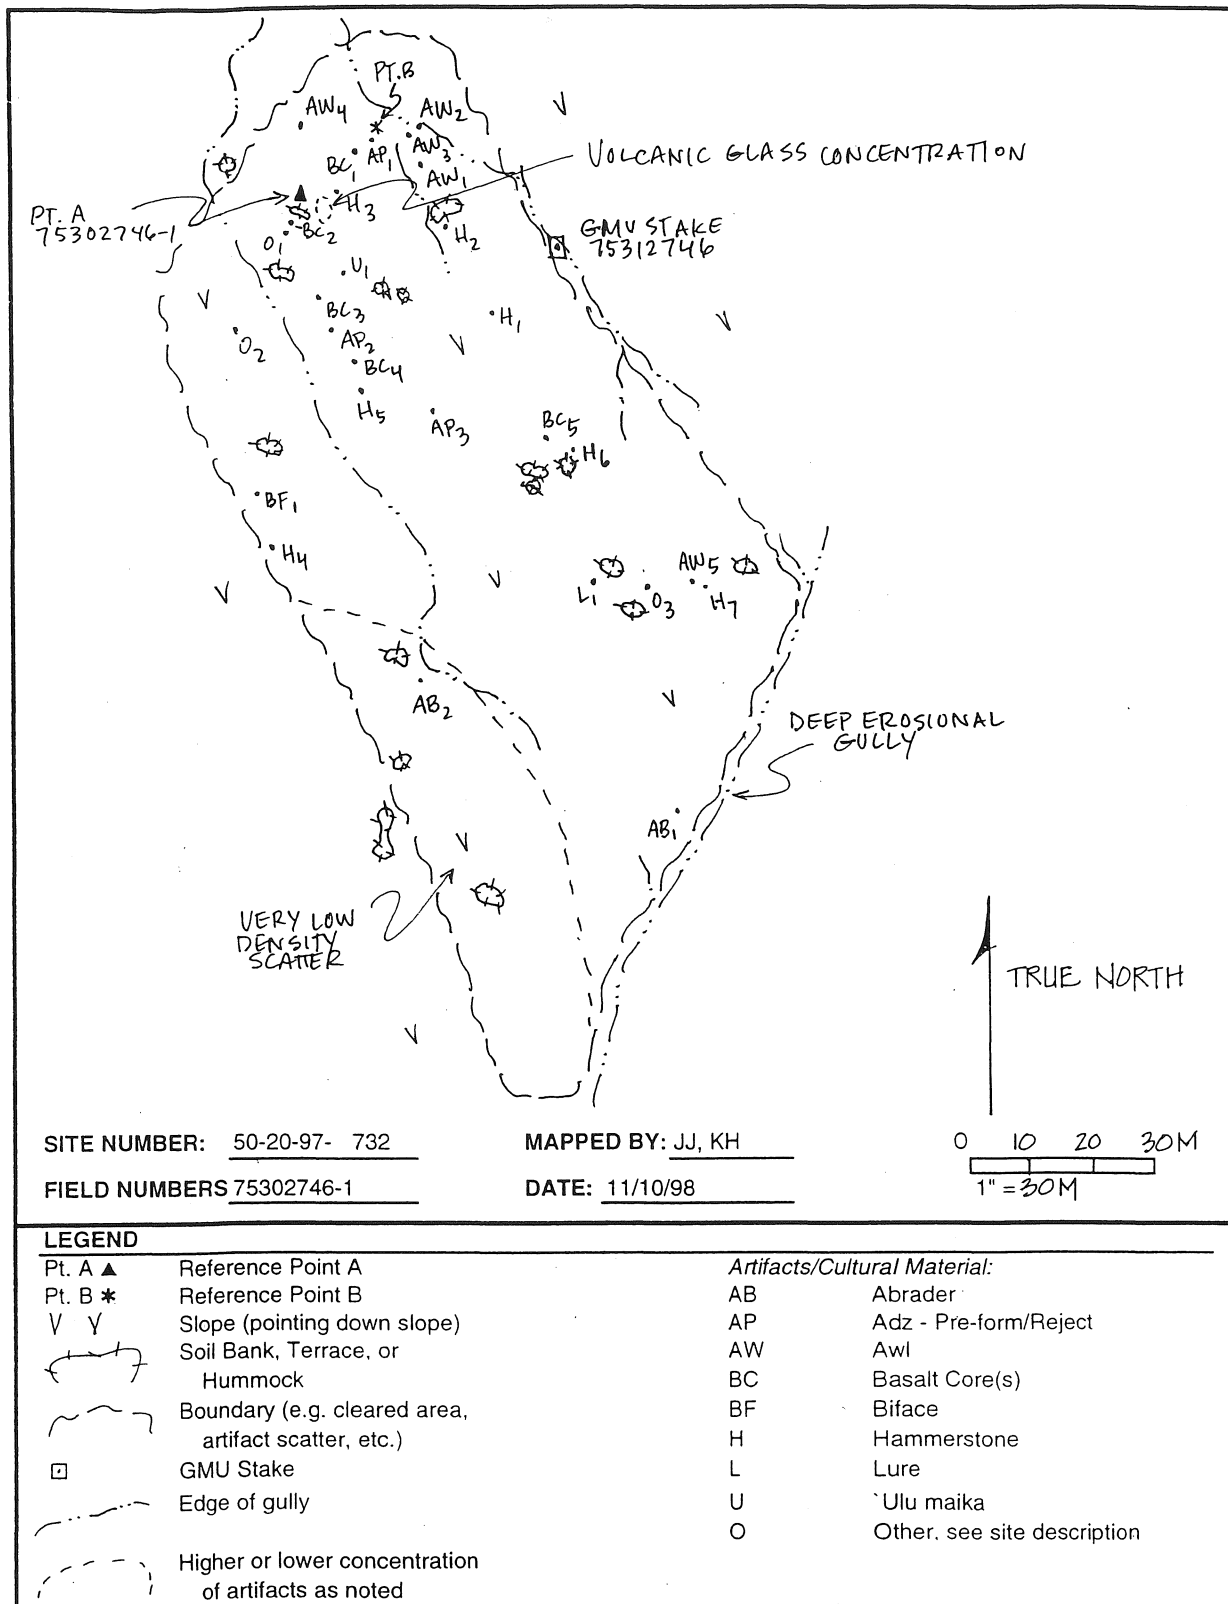 PT. B
AW4
AW2
V
BC1
AP1
AW3
VOLCANIC GLASS CONCENTRATION
AW1
H3
PT. A
75302746-1
BC2
O1
H2
GMU STAKE
75312746
U1
V
BC3
H1
V
O2
AP2
V
BC4
H5
AP3
BC5
H6
BF1
H4
AW5
V
V
L1
O3
H7
AB2
V
DEEP EROSIONAL
GULLY
AB1
V
VERY LOW
DENSITY
SCATTER
TRUE NORTH
V
SITE NUMBER: 50-20-97- 732
MAPPED BY: JJ, KH
0 10 20 30M
FIELD NUMBERS 75302746-1
DATE: 11/10/98
1" = 30M
LEGEND
Pt. A ▲ Reference Point A
Pt. B * Reference Point B
V V Slope (pointing down slope)
Soil Bank, Terrace, or
Hummock
Boundary (e.g. cleared area,
artifact scatter, etc.)
GMU Stake
Edge of gully
Higher or lower concentration
of artifacts as noted
Artifacts/Cultural Material:
AB Abrader
AP Adz - Pre-form/Reject
AW Awl
BC Basalt Core(s)
BF Biface
H Hammerstone
L Lure
U `Ulu maika
O Other, see site description